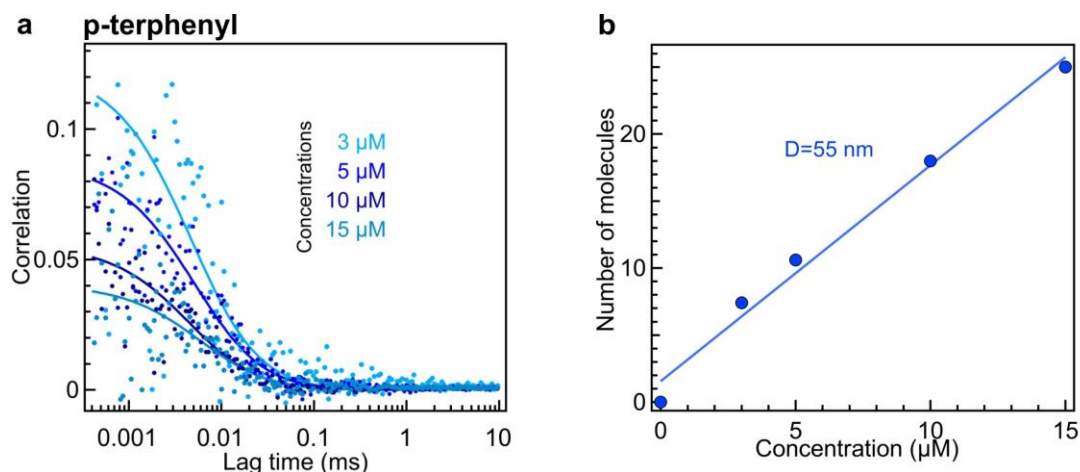 a p-terphenyl
Correlation
0.1
0.05
0
0.001 0.01 0.1 1 10
Lag time (ms)
Concentrations
3 µM
5 µM
10 µM
15 µM
b
Number of molecules
20
10
0
0 5 10 15
Concentration (µM)
D=55 nm